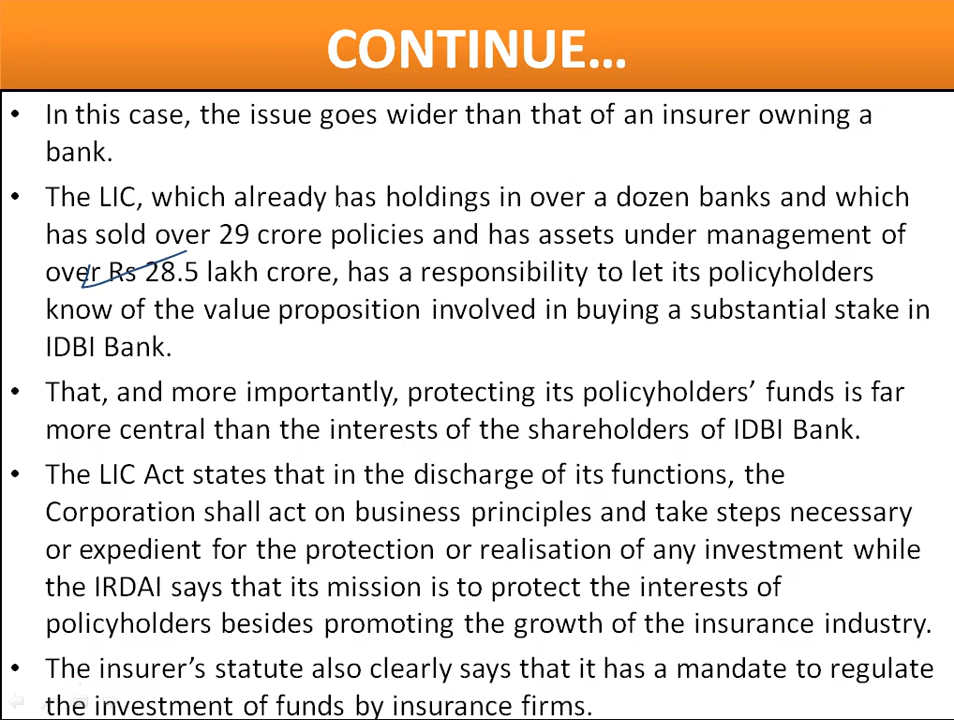 CONTINUE...
• In this case, the issue goes wider than that of an insurer owning a
bank.
• The LIC, which already has holdings in over a dozen banks and which
has sold over 29 crore policies and has assets under management of
over Rs 28.5 lakh crore, has a responsibility to let its policyholders
know of the value proposition involved in buying a substantial stake in
IDBI Bank.
• That, and more importantly, protecting its policyholders’ funds is far
more central than the interests of the shareholders of IDBI Bank.
• The LIC Act states that in the discharge of its functions, the
Corporation shall act on business principles and take steps necessary
or expedient for the protection or realisation of any investment while
the IRDAI says that its mission is to protect the interests of
policyholders besides promoting the growth of the insurance industry.
• The insurer’s statute also clearly says that it has a mandate to regulate
the investment of funds by insurance firms.